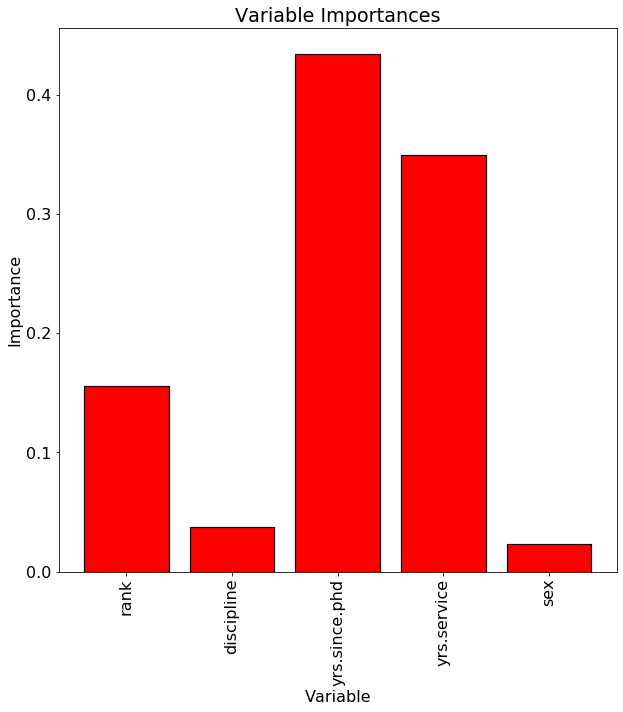 Variable Importances
Importance
0.4
0.3
0.2
0.1
0.0
rank
discipline
yrs.since.phd
yrs.service
sex
Variable